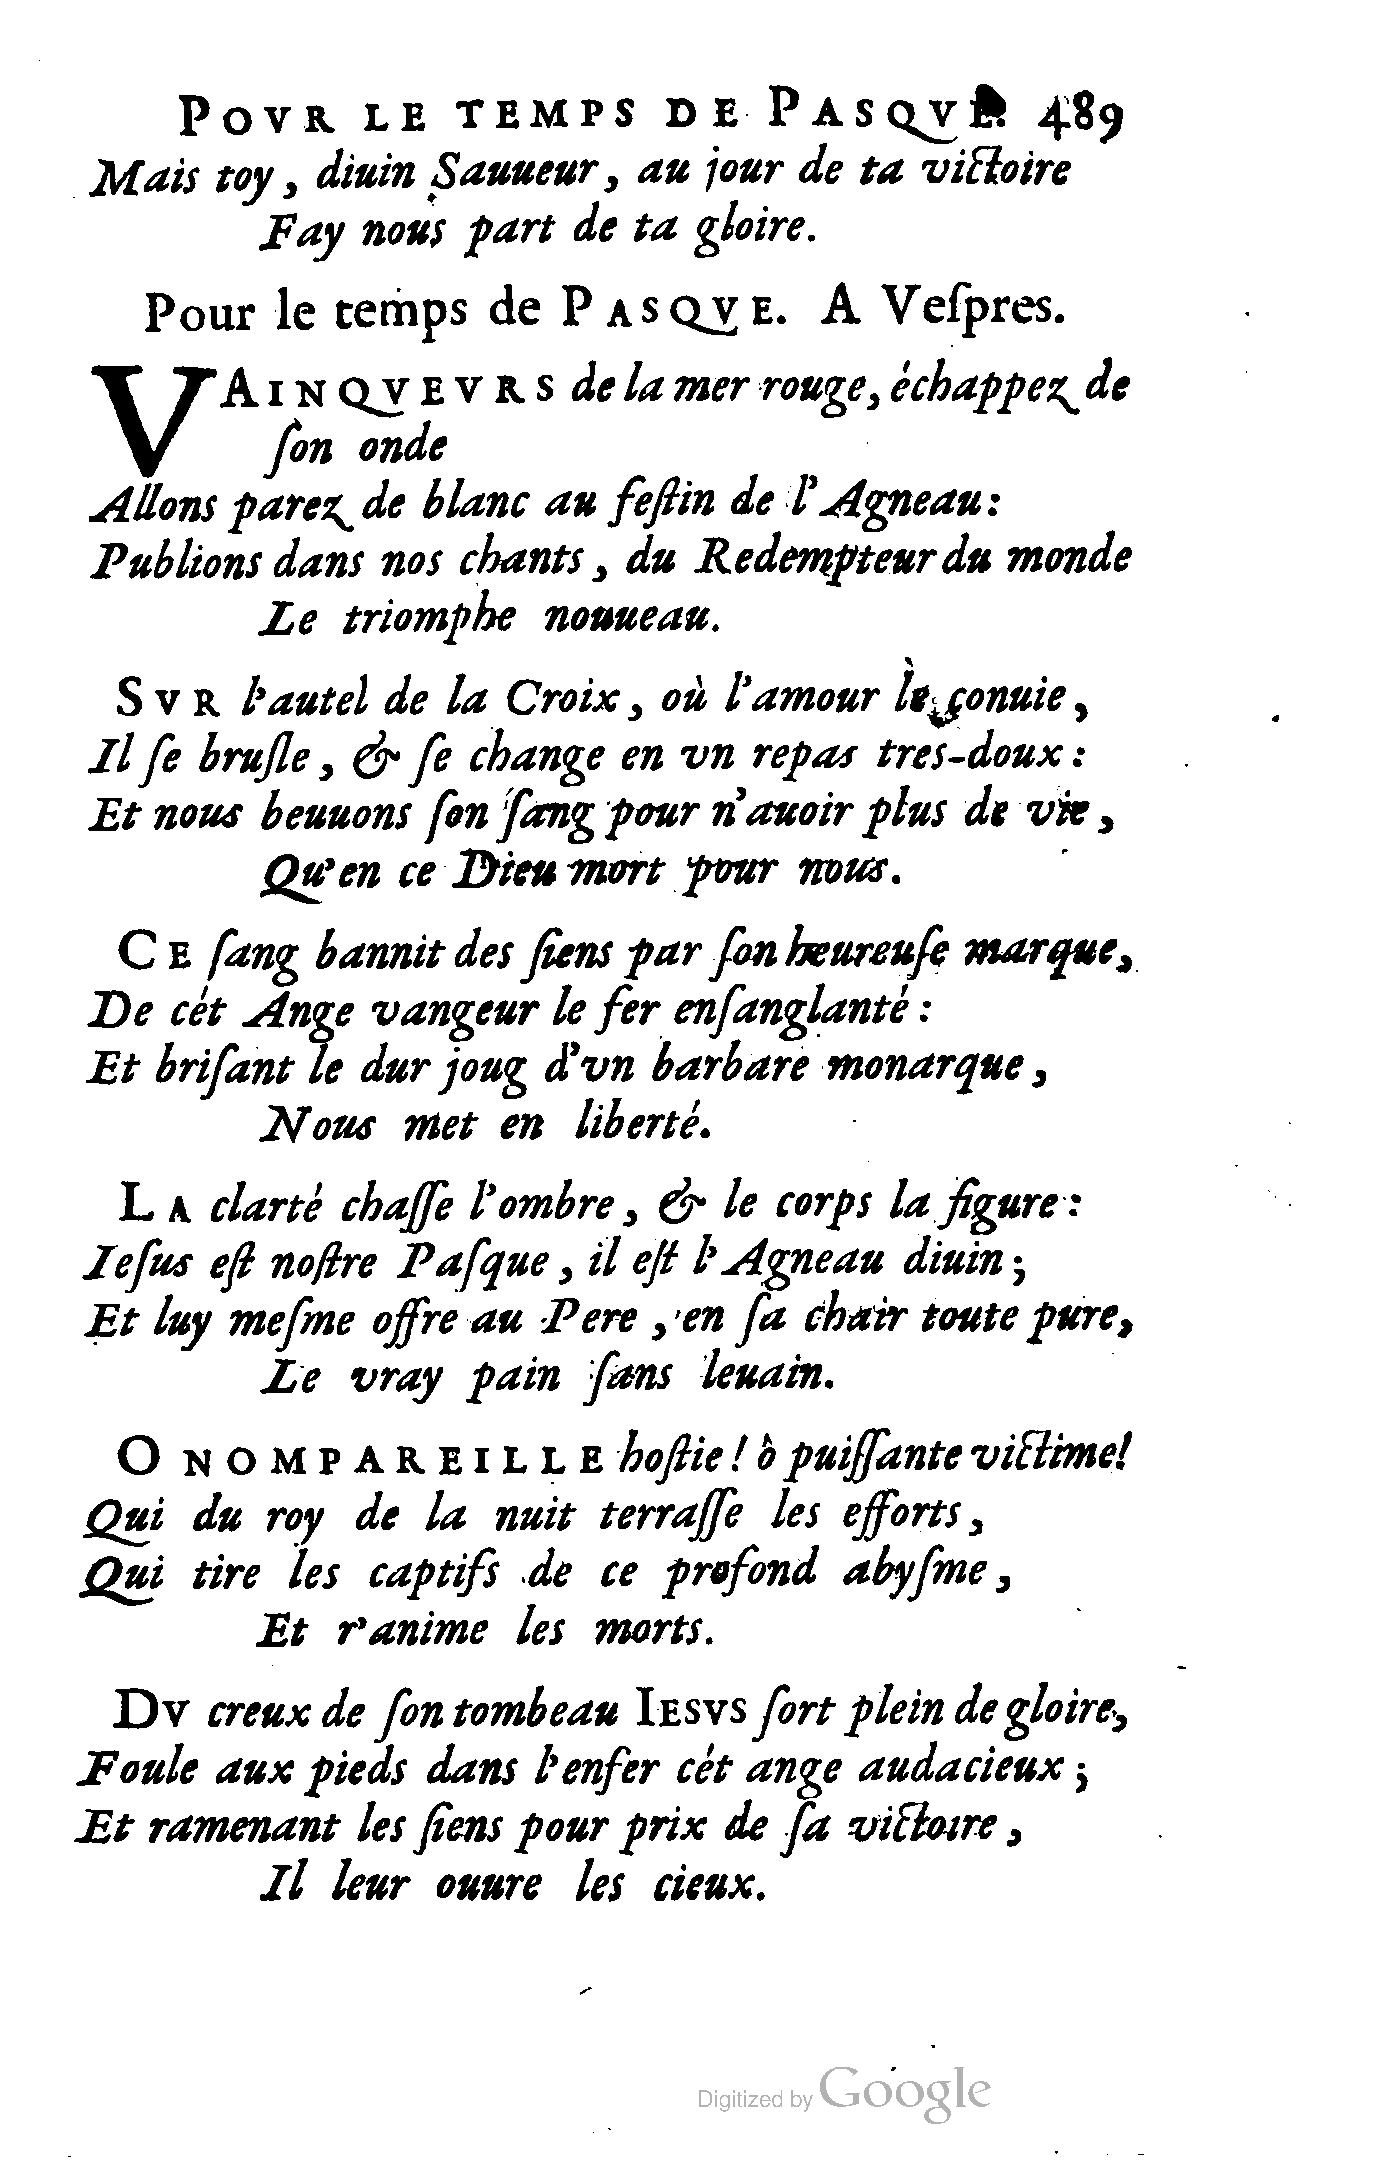 POVR LE TEMPS DE PASQVE. 489
Mais toy, diuin Sauueur, au jour de ta victoire
Fay nous part de ta gloire.
Pour le temps de PASQVE. A Veſpres.
VAINQVEVRS de la mer rouge, échappez de
ſon onde
Allons parez de blanc au feſtin de l'Agneau:
Publions dans nos chants, du Redempteur du monde
Le triomphe nouueau.
SVR l'autel de la Croix, où l'amour le conuie,
Il ſe bruſle, & ſe change en vn repas tres-doux:
Et nous beuuons ſon ſang pour n'auoir plus de vie,
Qu'en ce Dieu mort pour nous.
CE ſang bannit des ſiens par ſon heureuſe marque,
De cét Ange vangeur le fer enſanglanté:
Et briſant le dur joug d'vn barbare monarque,
Nous met en liberté.
LA clarté chaſſe l'ombre, & le corps la figure:
Ieſus eſt noſtre Paſque, il eſt l'Agneau diuin;
Et luy meſme offre au Pere, en ſa chair toute pure,
Le vray pain ſans leuain.
O NOMPAREILLE hoſtie! ô puiſſante victime!
Qui du roy de la nuit terraſſe les efforts,
Qui tire les captifs de ce profond abyſme,
Et r'anime les morts.
DV creux de ſon tombeau IESVS ſort plein de gloire,
Foule aux pieds dans l'enfer cét ange audacieux;
Et ramenant les ſiens pour prix de ſa victoire,
Il leur ouure les cieux.
Digitized by Google